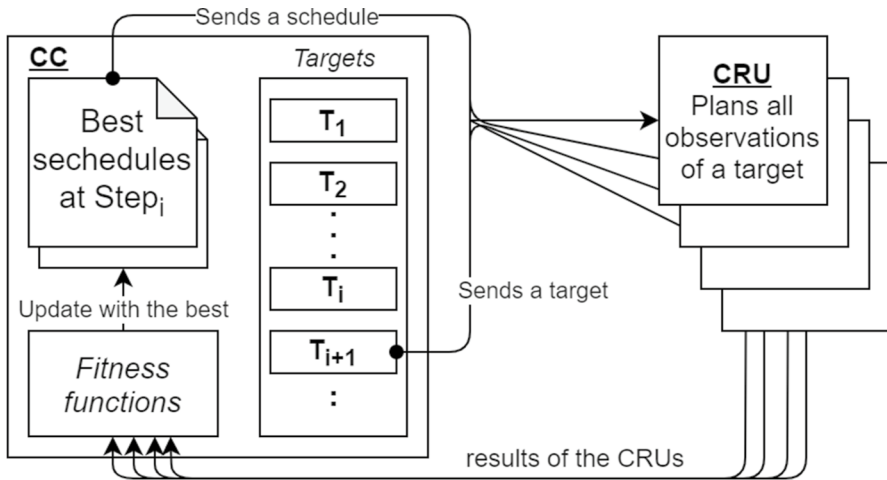 Sends a schedule
CC
Best
sechedules
at Stepi
Update with the best
Fitness
functions
Targets
T1
T2
Ti
Ti+1
Sends a target
CRU
Plans all
observations
of a target
results of the CRUs